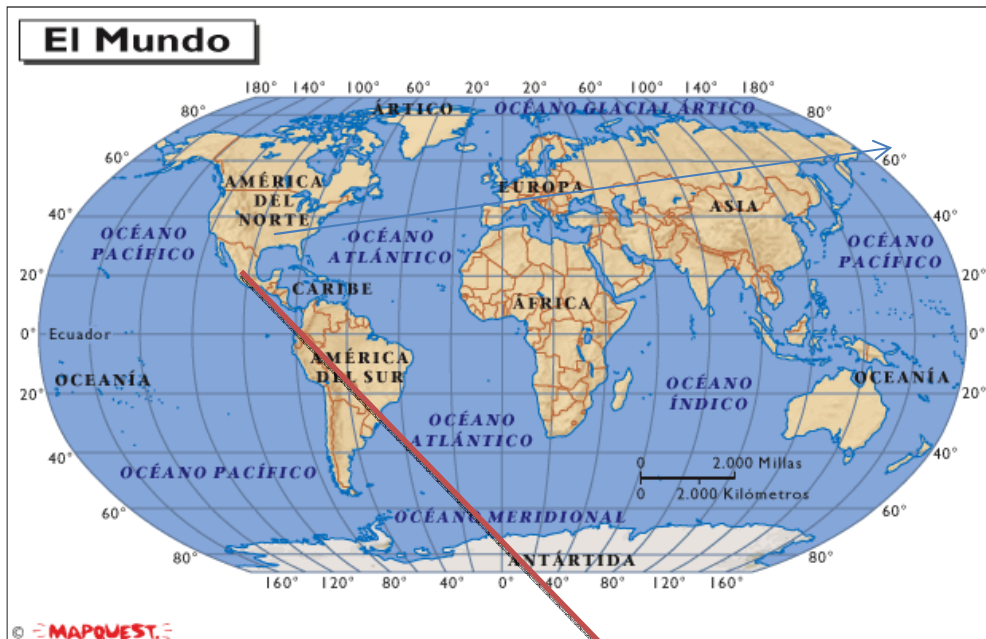 El Mundo
180° 140° 100° 60° 20° 20° 60° 100° 140° 180°
ÁRTICO
OCÉANO GLACIAL ÁRTICO
80°
80°
60°
60°
AMÉRICA
DEL
NORTE
EUROPA
ASIA
40°
40°
OCÉANO
PACÍFICO
OCÉANO
ATLÁNTICO
OCÉANO
PACÍFICO
20°
20°
CARIBE
ÁFRICA
0°
Ecuador
0°
AMÉRICA
DEL SUR
OCEANÍA
OCEANÍA
20°
20°
OCÉANO
ÍNDICO
OCÉANO
ATLÁNTICO
40°
40°
OCÉANO PACÍFICO
0 2.000 Millas
0 2.000 Kilómetros
60°
60°
OCÉANO MERIDIONAL
80°
80°
ANTÁRTIDA
160° 120° 80° 40° 0° 40° 80° 120° 160°
© MAPQUEST.